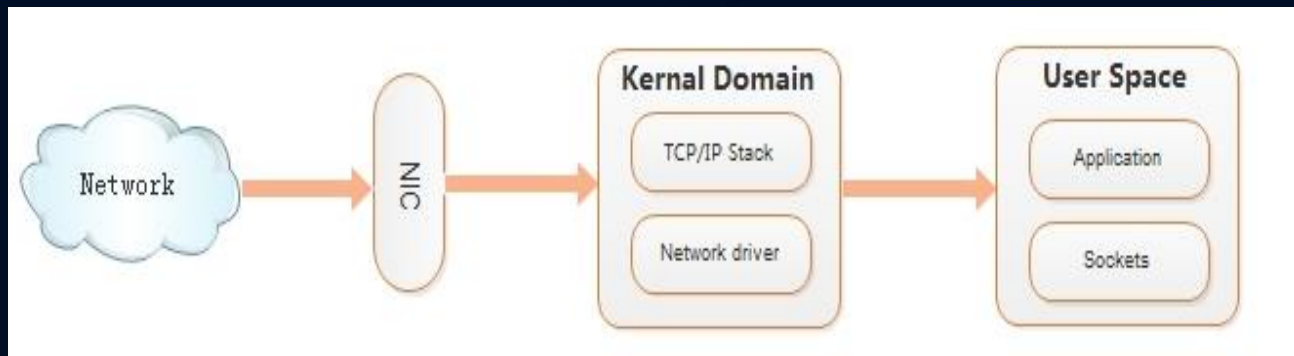 Network
NIC
Kernal Domain
TCP/IP Stack
Network driver
User Space
Application
Sockets